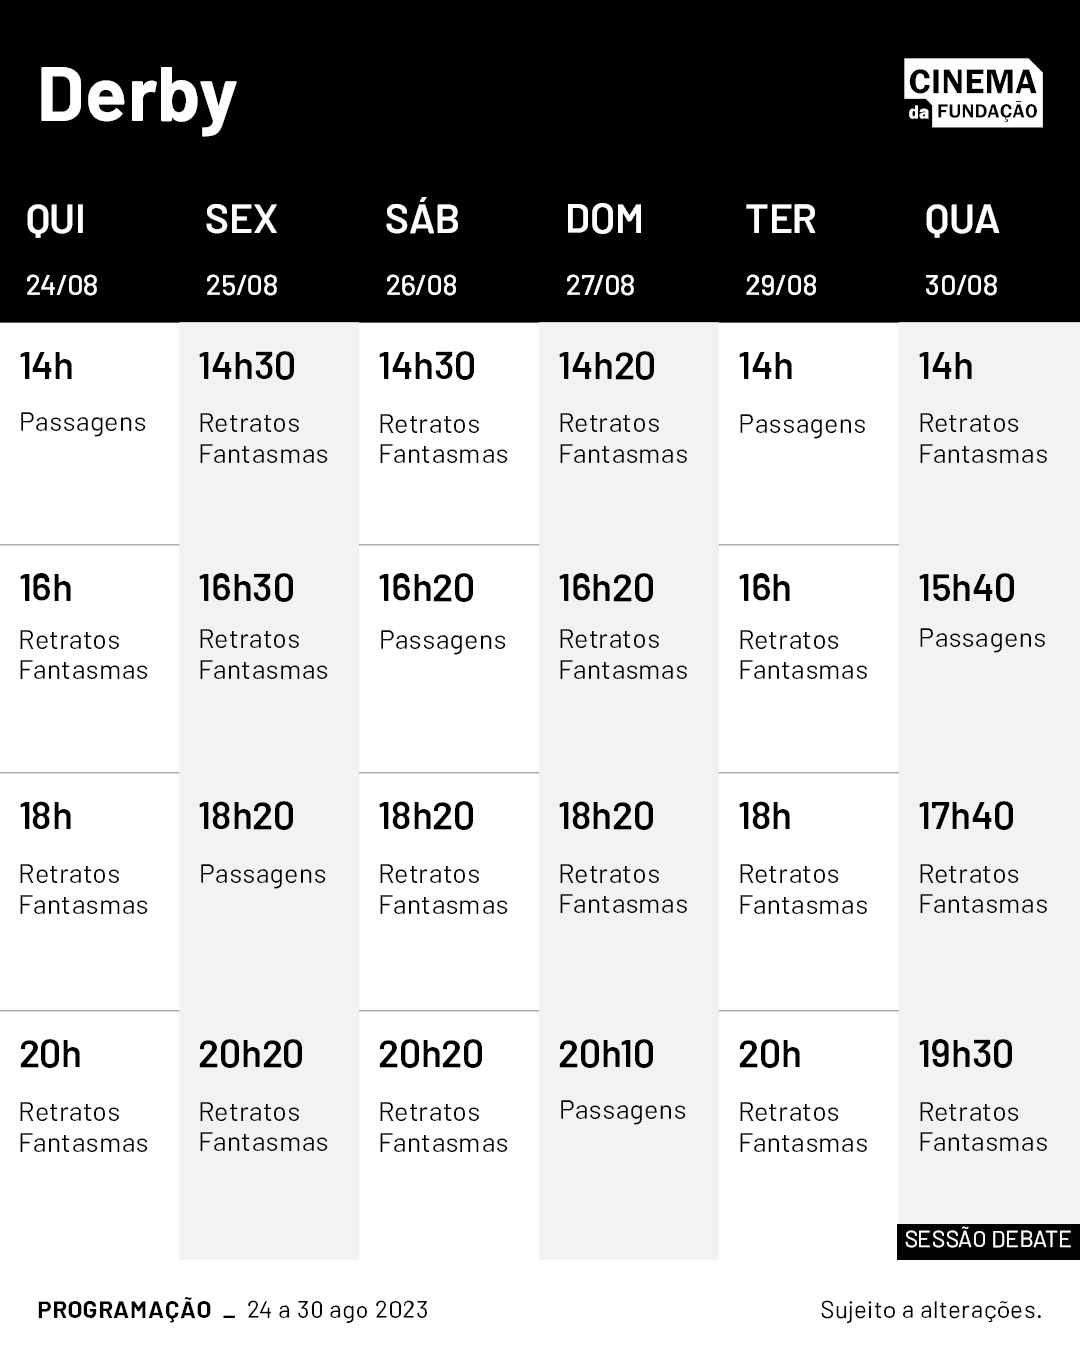 Derby
CINEMA
da FUNDAÇÃO
QUI SEX SÁB DOM TER QUA
24/08 25/08 26/08 27/08 29/08 30/08
14h 14h30 14h30 14h20 14h 14h
Passagens Retratos Retratos Retratos Passagens Retratos
Fantasmas Fantasmas Fantasmas Fantasmas
16h 16h30 16h20 16h20 16h 15h40
Retratos Retratos Passagens Retratos Retratos Passagens
Fantasmas Fantasmas Fantasmas Fantasmas
18h 18h20 18h20 18h20 18h 17h40
Retratos Passagens Retratos Retratos Retratos Retratos
Fantasmas Fantasmas Fantasmas Fantasmas Fantasmas
20h 20h20 20h20 20h10 20h 19h30
Retratos Retratos Retratos Passagens Retratos Retratos
Fantasmas Fantasmas Fantasmas Fantasmas Fantasmas
SESSÃO DEBATE
PROGRAMAÇÃO _ 24 a 30 ago 2023 Sujeito a alterações.